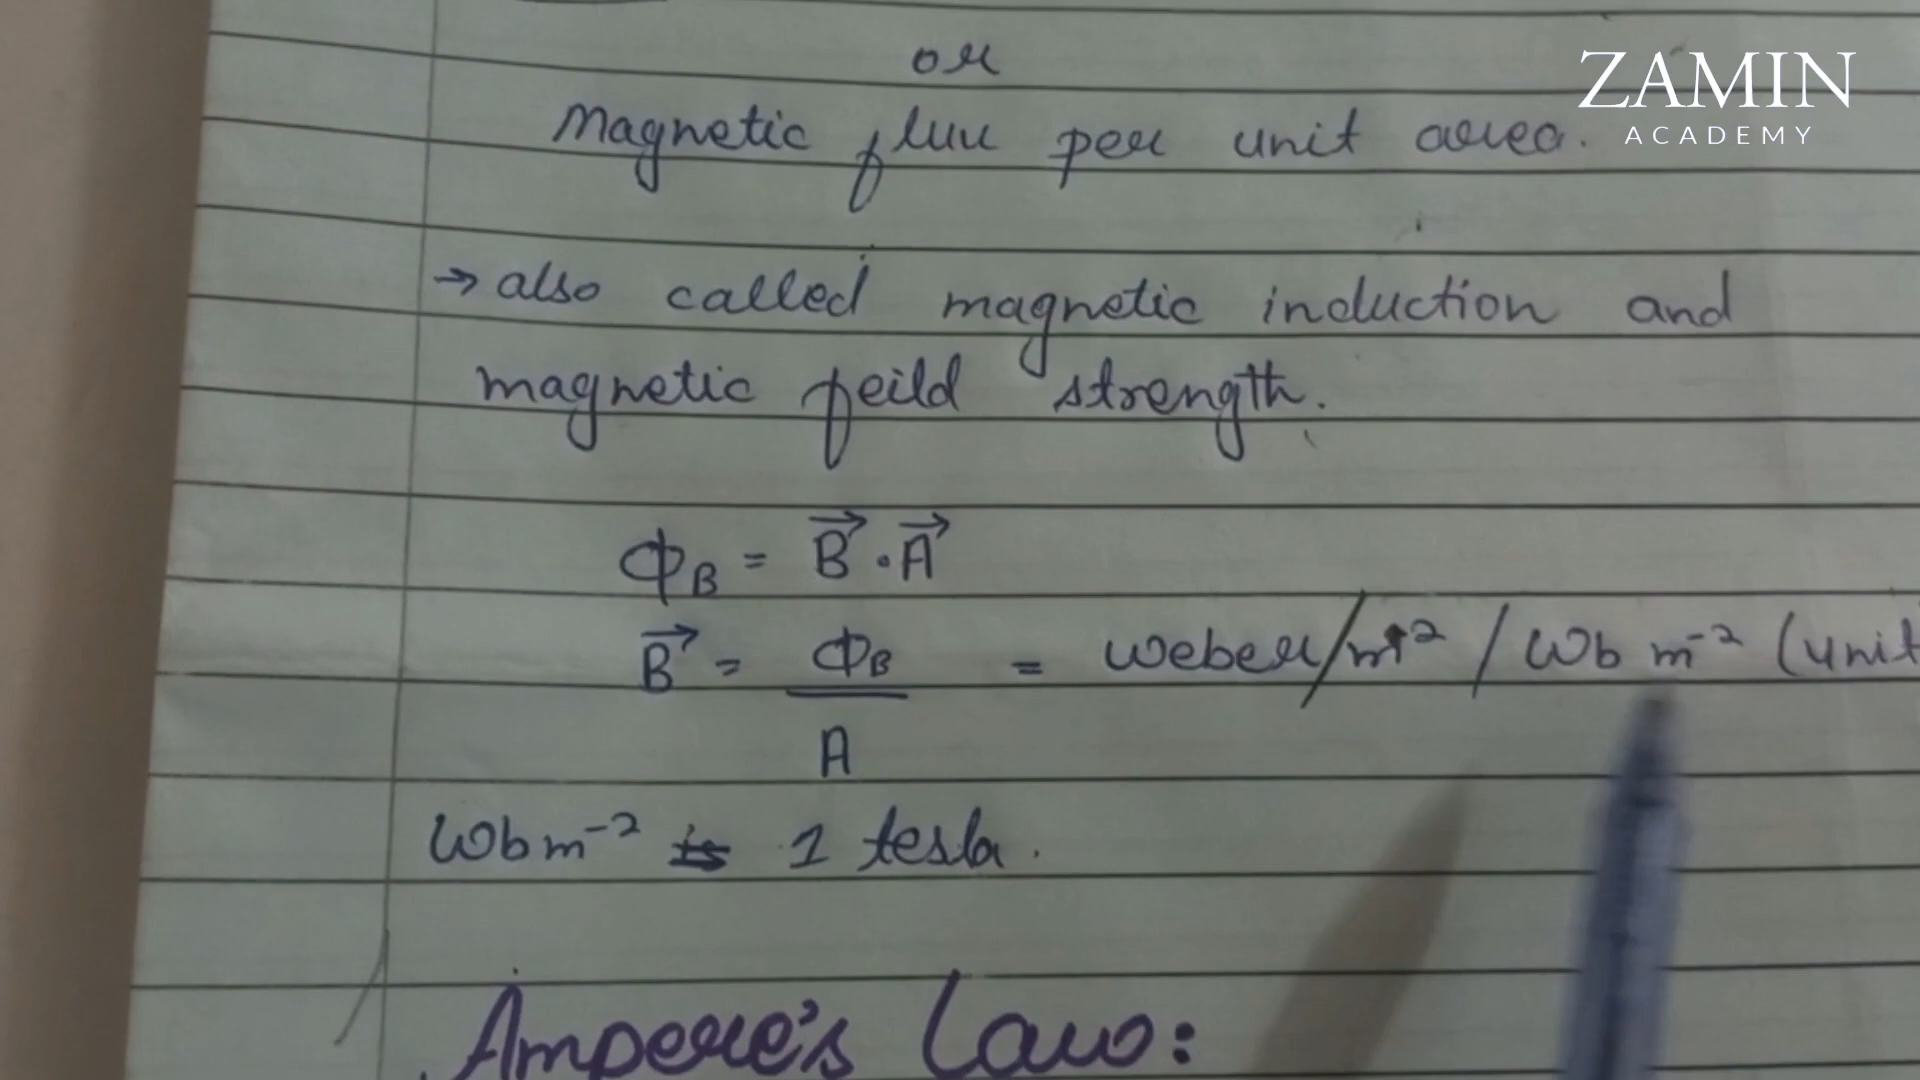 or
ZAMIN
ACADEMY
Magnetic flux per unit area.
→ also called magnetic induction and
magnetic feild strength.
ΦB = B⃗ . A⃗
B⃗ = ΦB / A = weber/m² / Wb m⁻² (unit
Wb m⁻² is 1 tesla.
Ampere's Law: